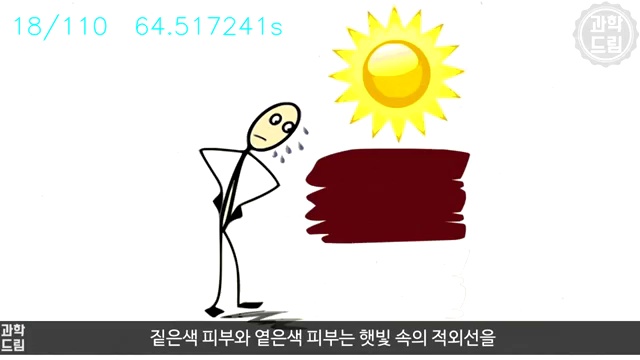 18/110 64.517241s
과학
드림
과학
드림
짙은색 피부와 옅은색 피부는 햇빛 속의 적외선을